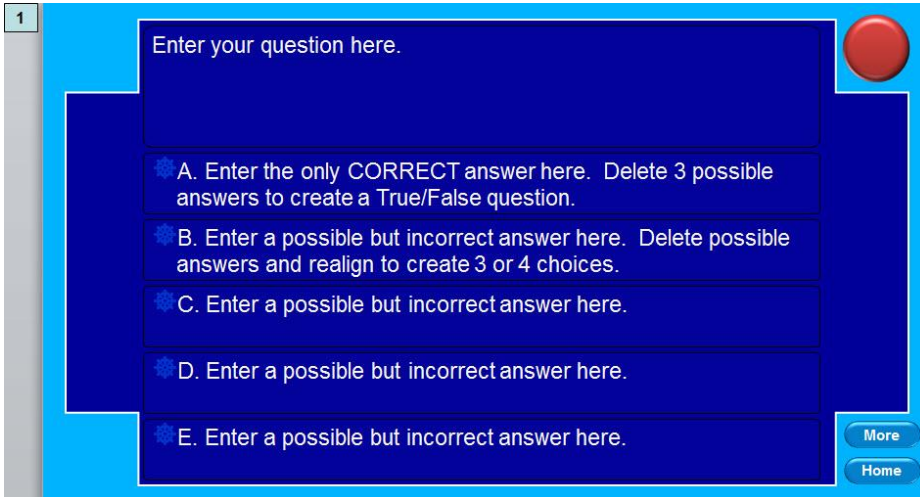 1
Enter your question here.
A. Enter the only CORRECT answer here.  Delete 3 possible
answers to create a True/False question.
B. Enter a possible but incorrect answer here.  Delete possible
answers and realign to create 3 or 4 choices.
C. Enter a possible but incorrect answer here.
D. Enter a possible but incorrect answer here.
E. Enter a possible but incorrect answer here.
More
Home